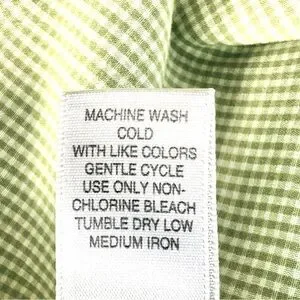 MACHINE WASH
COLD
WITH LIKE COLORS
GENTLE CYCLE
USE ONLY NON-
CHLORINE BLEACH
TUMBLE DRY LOW
MEDIUM IRON